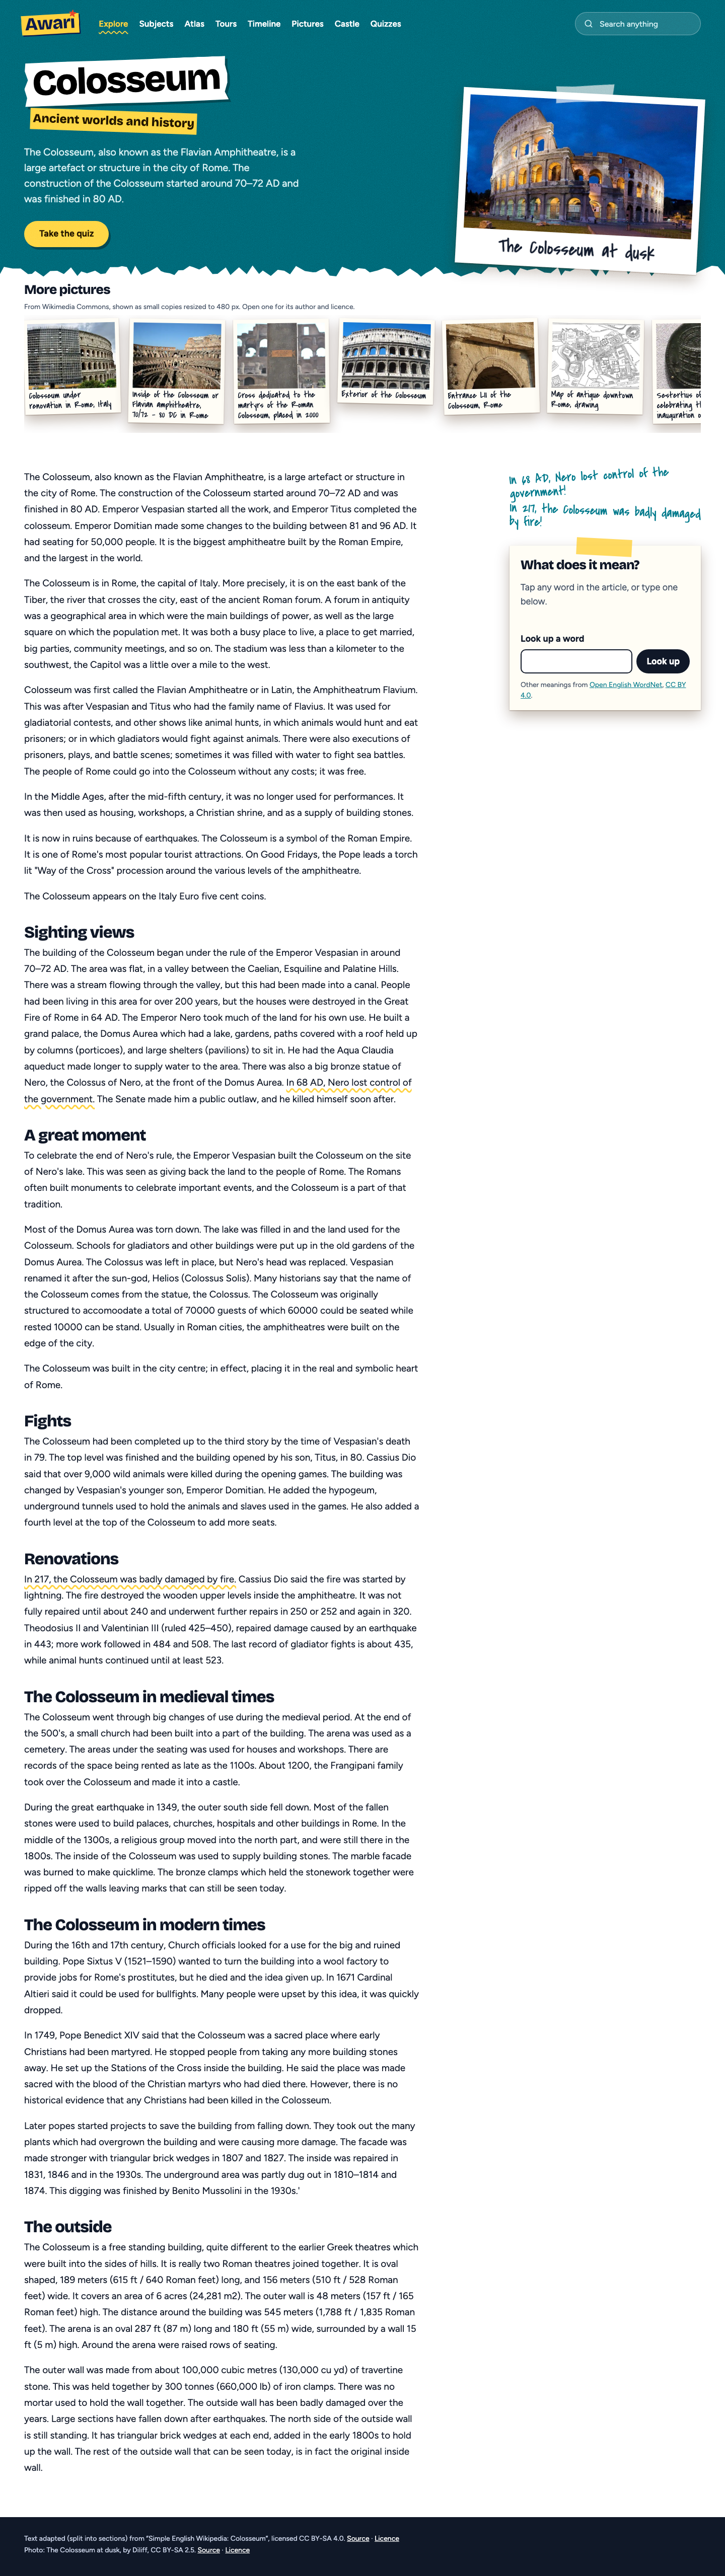 Awari
Explore Subjects Atlas Tours Timeline Pictures Castle Quizzes
Search anything
Colosseum
Ancient worlds and history
The Colosseum, also known as the Flavian Amphitheatre, is a
large artefact or structure in the city of Rome. The
construction of the Colosseum started around 70–72 AD and
was finished in 80 AD.
Take the quiz
The Colosseum at dusk
More pictures
From Wikimedia Commons, shown as small copies resized to 480 px. Open one for its author and licence.
Colosseum under
renovation in Rome, Italy
Inside of the Colosseum or
Flavian amphitheatre,
70/72 - 80 DC in Rome
Cross dedicated to the
martyrs of the Roman
Colosseum, placed in 2000
Exterior of the Colosseum
Entrance LII of the
Colosseum, Rome
Map of antique downtown
Rome, drawing
Sestertius of
celebrating th
inauguration o
The Colosseum, also known as the Flavian Amphitheatre, is a large artefact or structure in
the city of Rome. The construction of the Colosseum started around 70–72 AD and was
finished in 80 AD. Emperor Vespasian started all the work, and Emperor Titus completed the
colosseum. Emperor Domitian made some changes to the building between 81 and 96 AD. It
had seating for 50,000 people. It is the biggest amphitheatre built by the Roman Empire,
and the largest in the world.
The Colosseum is in Rome, the capital of Italy. More precisely, it is on the east bank of the
Tiber, the river that crosses the city, east of the ancient Roman forum. A forum in antiquity
was a geographical area in which were the main buildings of power, as well as the large
square on which the population met. It was both a busy place to live, a place to get married,
big parties, community meetings, and so on. The stadium was less than a kilometer to the
southwest, the Capitol was a little over a mile to the west.
Colosseum was first called the Flavian Amphitheatre or in Latin, the Amphitheatrum Flavium.
This was after Vespasian and Titus who had the family name of Flavius. It was used for
gladiatorial contests, and other shows like animal hunts, in which animals would hunt and eat
prisoners; or in which gladiators would fight against animals. There were also executions of
prisoners, plays, and battle scenes; sometimes it was filled with water to fight sea battles.
The people of Rome could go into the Colosseum without any costs; it was free.
In the Middle Ages, after the mid-fifth century, it was no longer used for performances. It
was then used as housing, workshops, a Christian shrine, and as a supply of building stones.
It is now in ruins because of earthquakes. The Colosseum is a symbol of the Roman Empire.
It is one of Rome's most popular tourist attractions. On Good Fridays, the Pope leads a torch
lit "Way of the Cross" procession around the various levels of the amphitheatre.
The Colosseum appears on the Italy Euro five cent coins.
Sighting views
The building of the Colosseum began under the rule of the Emperor Vespasian in around
70–72 AD. The area was flat, in a valley between the Caelian, Esquiline and Palatine Hills.
There was a stream flowing through the valley, but this had been made into a canal. People
had been living in this area for over 200 years, but the houses were destroyed in the Great
Fire of Rome in 64 AD. The Emperor Nero took much of the land for his own use. He built a
grand palace, the Domus Aurea which had a lake, gardens, paths covered with a roof held up
by columns (porticoes), and large shelters (pavilions) to sit in. He had the Aqua Claudia
aqueduct made longer to supply water to the area. There was also a big bronze statue of
Nero, the Colossus of Nero, at the front of the Domus Aurea. In 68 AD, Nero lost control of
the government. The Senate made him a public outlaw, and he killed himself soon after.
A great moment
To celebrate the end of Nero's rule, the Emperor Vespasian built the Colosseum on the site
of Nero's lake. This was seen as giving back the land to the people of Rome. The Romans
often built monuments to celebrate important events, and the Colosseum is a part of that
tradition.
Most of the Domus Aurea was torn down. The lake was filled in and the land used for the
Colosseum. Schools for gladiators and other buildings were put up in the old gardens of the
Domus Aurea. The Colossus was left in place, but Nero's head was replaced. Vespasian
renamed it after the sun-god, Helios (Colossus Solis). Many historians say that the name of
the Colosseum comes from the statue, the Colossus. The Colosseum was originally
structured to accomoodate a total of 70000 guests of which 60000 could be seated while
rested 10000 can be stand. Usually in Roman cities, the amphitheatres were built on the
edge of the city.
The Colosseum was built in the city centre; in effect, placing it in the real and symbolic heart
of Rome.
Fights
The Colosseum had been completed up to the third story by the time of Vespasian's death
in 79. The top level was finished and the building opened by his son, Titus, in 80. Cassius Dio
said that over 9,000 wild animals were killed during the opening games. The building was
changed by Vespasian's younger son, Emperor Domitian. He added the hypogeum,
underground tunnels used to hold the animals and slaves used in the games. He also added a
fourth level at the top of the Colosseum to add more seats.
Renovations
In 217, the Colosseum was badly damaged by fire. Cassius Dio said the fire was started by
lightning. The fire destroyed the wooden upper levels inside the amphitheatre. It was not
fully repaired until about 240 and underwent further repairs in 250 or 252 and again in 320.
Theodosius II and Valentinian III (ruled 425–450), repaired damage caused by an earthquake
in 443; more work followed in 484 and 508. The last record of gladiator fights is about 435,
while animal hunts continued until at least 523.
The Colosseum in medieval times
The Colosseum went through big changes of use during the medieval period. At the end of
the 500's, a small church had been built into a part of the building. The arena was used as a
cemetery. The areas under the seating was used for houses and workshops. There are
records of the space being rented as late as the 1100s. About 1200, the Frangipani family
took over the Colosseum and made it into a castle.
During the great earthquake in 1349, the outer south side fell down. Most of the fallen
stones were used to build palaces, churches, hospitals and other buildings in Rome. In the
middle of the 1300s, a religious group moved into the north part, and were still there in the
1800s. The inside of the Colosseum was used to supply building stones. The marble facade
was burned to make quicklime. The bronze clamps which held the stonework together were
ripped off the walls leaving marks that can still be seen today.
The Colosseum in modern times
During the 16th and 17th century, Church officials looked for a use for the big and ruined
building. Pope Sixtus V (1521–1590) wanted to turn the building into a wool factory to
provide jobs for Rome's prostitutes, but he died and the idea given up. In 1671 Cardinal
Altieri said it could be used for bullfights. Many people were upset by this idea, it was quickly
dropped.
In 1749, Pope Benedict XIV said that the Colosseum was a sacred place where early
Christians had been martyred. He stopped people from taking any more building stones
away. He set up the Stations of the Cross inside the building. He said the place was made
sacred with the blood of the Christian martyrs who had died there. However, there is no
historical evidence that any Christians had been killed in the Colosseum.
Later popes started projects to save the building from falling down. They took out the many
plants which had overgrown the building and were causing more damage. The facade was
made stronger with triangular brick wedges in 1807 and 1827. The inside was repaired in
1831, 1846 and in the 1930s. The underground area was partly dug out in 1810–1814 and
1874. This digging was finished by Benito Mussolini in the 1930s.'
The outside
The Colosseum is a free standing building, quite different to the earlier Greek theatres which
were built into the sides of hills. It is really two Roman theatres joined together. It is oval
shaped, 189 meters (615 ft / 640 Roman feet) long, and 156 meters (510 ft / 528 Roman
feet) wide. It covers an area of 6 acres (24,281 m2). The outer wall is 48 meters (157 ft / 165
Roman feet) high. The distance around the building was 545 meters (1,788 ft / 1,835 Roman
feet). The arena is an oval 287 ft (87 m) long and 180 ft (55 m) wide, surrounded by a wall 15
ft (5 m) high. Around the arena were raised rows of seating.
The outer wall was made from about 100,000 cubic metres (130,000 cu yd) of travertine
stone. This was held together by 300 tonnes (660,000 lb) of iron clamps. There was no
mortar used to hold the wall together. The outside wall has been badly damaged over the
years. Large sections have fallen down after earthquakes. The north side of the outside wall
is still standing. It has triangular brick wedges at each end, added in the early 1800s to hold
up the wall. The rest of the outside wall that can be seen today, is in fact the original inside
wall.
In 68 AD, Nero lost control of the
government!
In 217, the Colosseum was badly damaged
by fire!
What does it mean?
Tap any word in the article, or type one
below.
Look up a word
Look up
Other meanings from Open English WordNet, CC BY
4.0.
Text adapted (split into sections) from “Simple English Wikipedia: Colosseum”, licensed CC BY-SA 4.0. Source · Licence
Photo: The Colosseum at dusk, by Diliff, CC BY-SA 2.5. Source · Licence